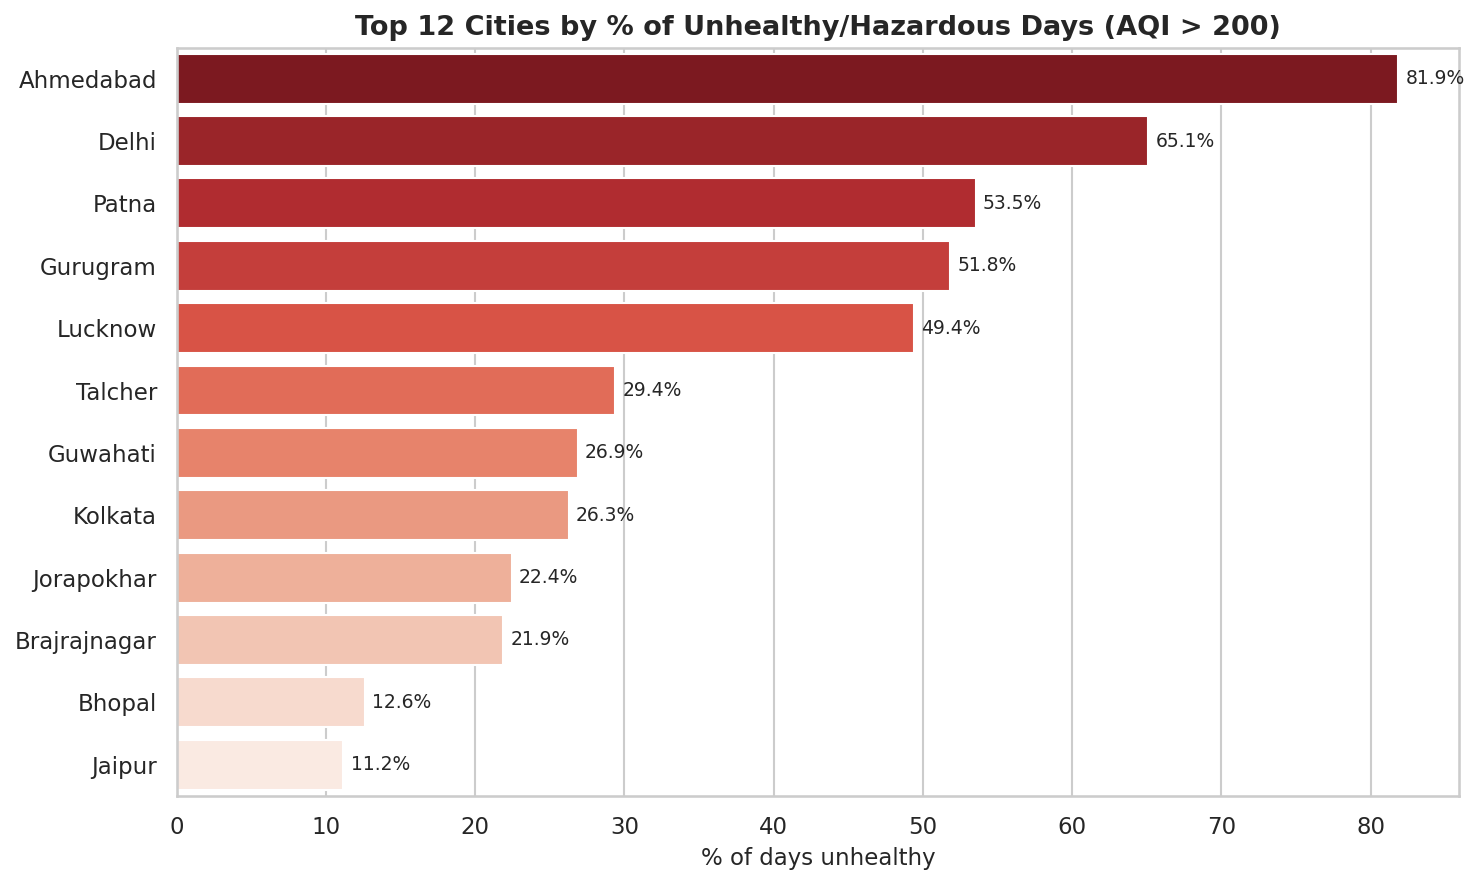 Top 12 Cities by % of Unhealthy/Hazardous Days (AQI > 200)
Ahmedabad 81.9%
Delhi 65.1%
Patna 53.5%
Gurugram 51.8%
Lucknow 49.4%
Talcher 29.4%
Guwahati 26.9%
Kolkata 26.3%
Jorapokhar 22.4%
Brajrajnagar 21.9%
Bhopal 12.6%
Jaipur 11.2%
0 10 20 30 40 50 60 70 80
% of days unhealthy